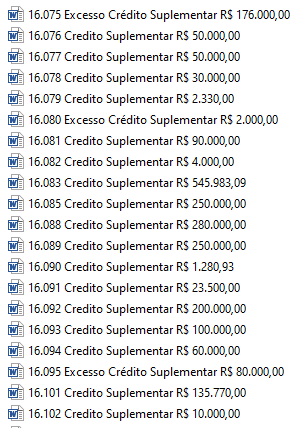 16.075 Excesso Crédito Suplementar R$ 176.000,00
16.076 Credito Suplementar R$ 50.000,00
16.077 Credito Suplementar R$ 50.000,00
16.078 Credito Suplementar R$ 30.000,00
16.079 Credito Suplementar R$ 2.330,00
16.080 Excesso Crédito Suplementar R$ 2.000,00
16.081 Credito Suplementar R$ 90.000,00
16.082 Credito Suplementar R$ 4.000,00
16.083 Credito Suplementar R$ 545.983,09
16.085 Credito Suplementar R$ 250.000,00
16.088 Credito Suplementar R$ 280.000,00
16.089 Credito Suplementar R$ 250.000,00
16.090 Credito Suplementar R$ 1.280,93
16.091 Credito Suplementar R$ 23.500,00
16.092 Credito Suplementar R$ 200.000,00
16.093 Credito Suplementar R$ 100.000,00
16.094 Credito Suplementar R$ 60.000,00
16.095 Excesso Crédito Suplementar R$ 80.000,00
16.101 Credito Suplementar R$ 135.770,00
16.102 Credito Suplementar R$ 10.000,00